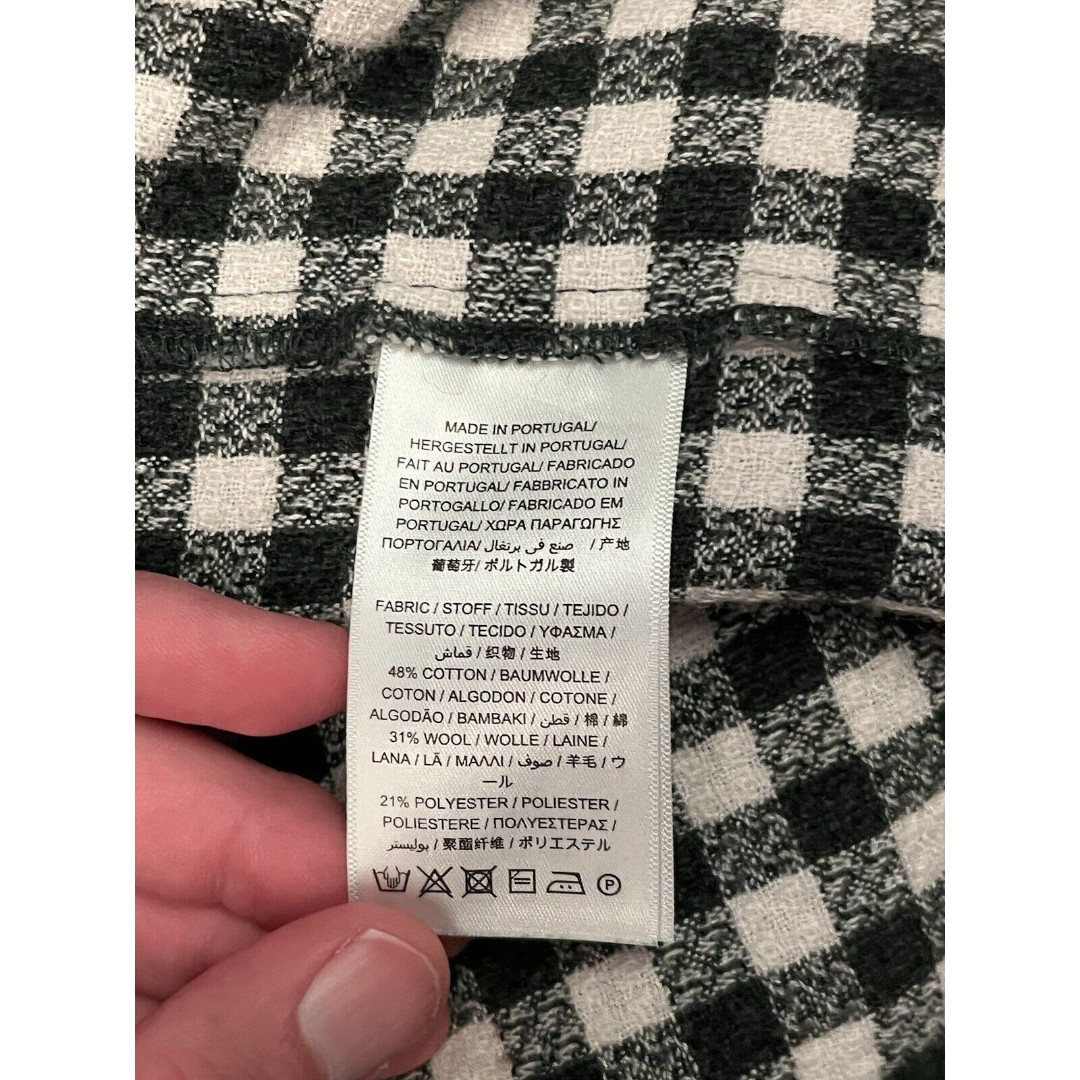 MADE IN PORTUGAL/
HERGESTELLT IN PORTUGAL/
FAIT AU PORTUGAL/ FABRICADO
EN PORTUGAL/ FABBRICATO IN
PORTOGALLO/ FABRICADO EM
PORTUGAL/ ΧΩΡΑ ΠΑΡΑΓΩΓΗΣ
ΠΟΡΤΟΓΑΛΙΑ/ صنع في برتغال / 产地
葡萄牙/ ポルトガル製
FABRIC / STOFF / TISSU / TEJIDO /
TESSUTO / TECIDO / ΥΦΑΣΜΑ /
قماش / 织物 / 生地
48% COTTON / BAUMWOLLE /
COTON / ALGODON / COTONE /
ALGODÃO / BAMBAKI / قطن / 棉 / 綿
31% WOOL / WOLLE / LAINE /
LANA / LÃ / ΜΑΛΛΙ / صوف / 羊毛 / ウ
ール
21% POLYESTER / POLIESTER /
POLIESTERE / ΠΟΛΥΕΣΤΕΡΑΣ /
بوليستر / 聚酯纤维 / ポリエステル
P